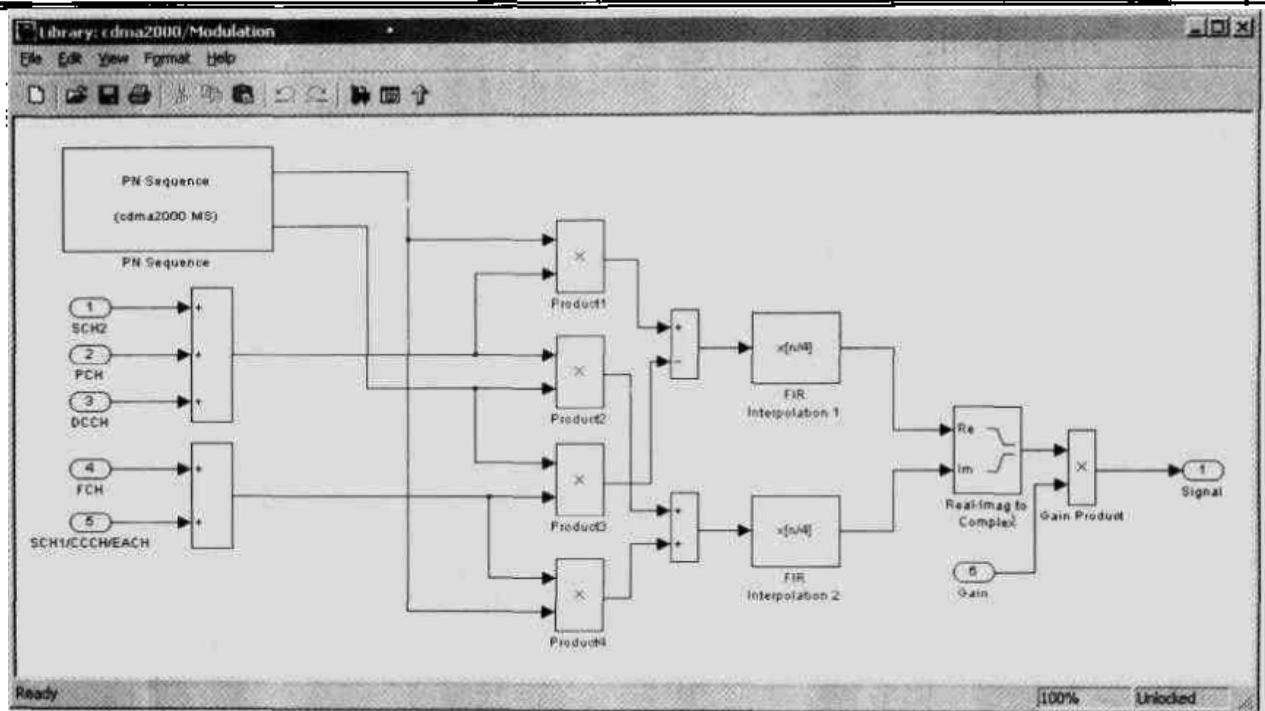 Library: cdma2000/Modulation
File Edit View Format Help
PN Sequence
(cdma2000 MS)
PN Sequence
1
SCH2
2
PCH
3
DCCH
4
FCH
5
SCH1/CCCH/EACH
+
+
+
+
+
×
Product1
×
Product2
×
Product3
×
Product4
+
−
+
+
x[n/4]
FIR
Interpolation 1
x[n/4]
FIR
Interpolation 2
Re
Im
Real-Imag to
Complex
×
Gain Product
6
Gain
1
Signal
Ready
100%
Unlocked